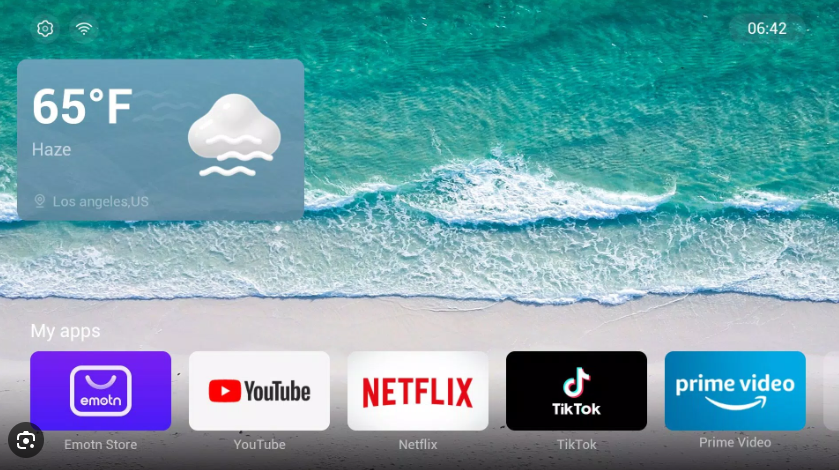 06:42
65°F
Haze
Los angeles,US
My apps
emotn
YouTube
NETFLIX
TikTok
prime video
Emotn Store
YouTube
Netflix
TikTok
Prime Video